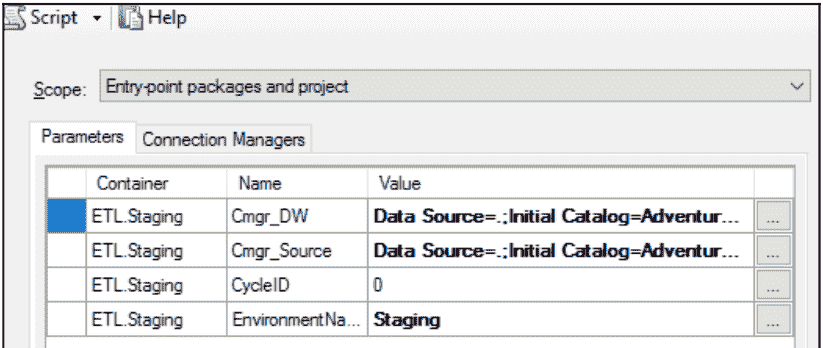 Script Help
Scope: Entry-point packages and project
Parameters Connection Managers
Container Name Value
ETL.Staging Cmgr_DW Data Source=.;Initial Catalog=Adventur... ...
ETL.Staging Cmgr_Source Data Source=.;Initial Catalog=Adventur... ...
ETL.Staging CycleID 0 ...
ETL.Staging EnvironmentNa... Staging ...